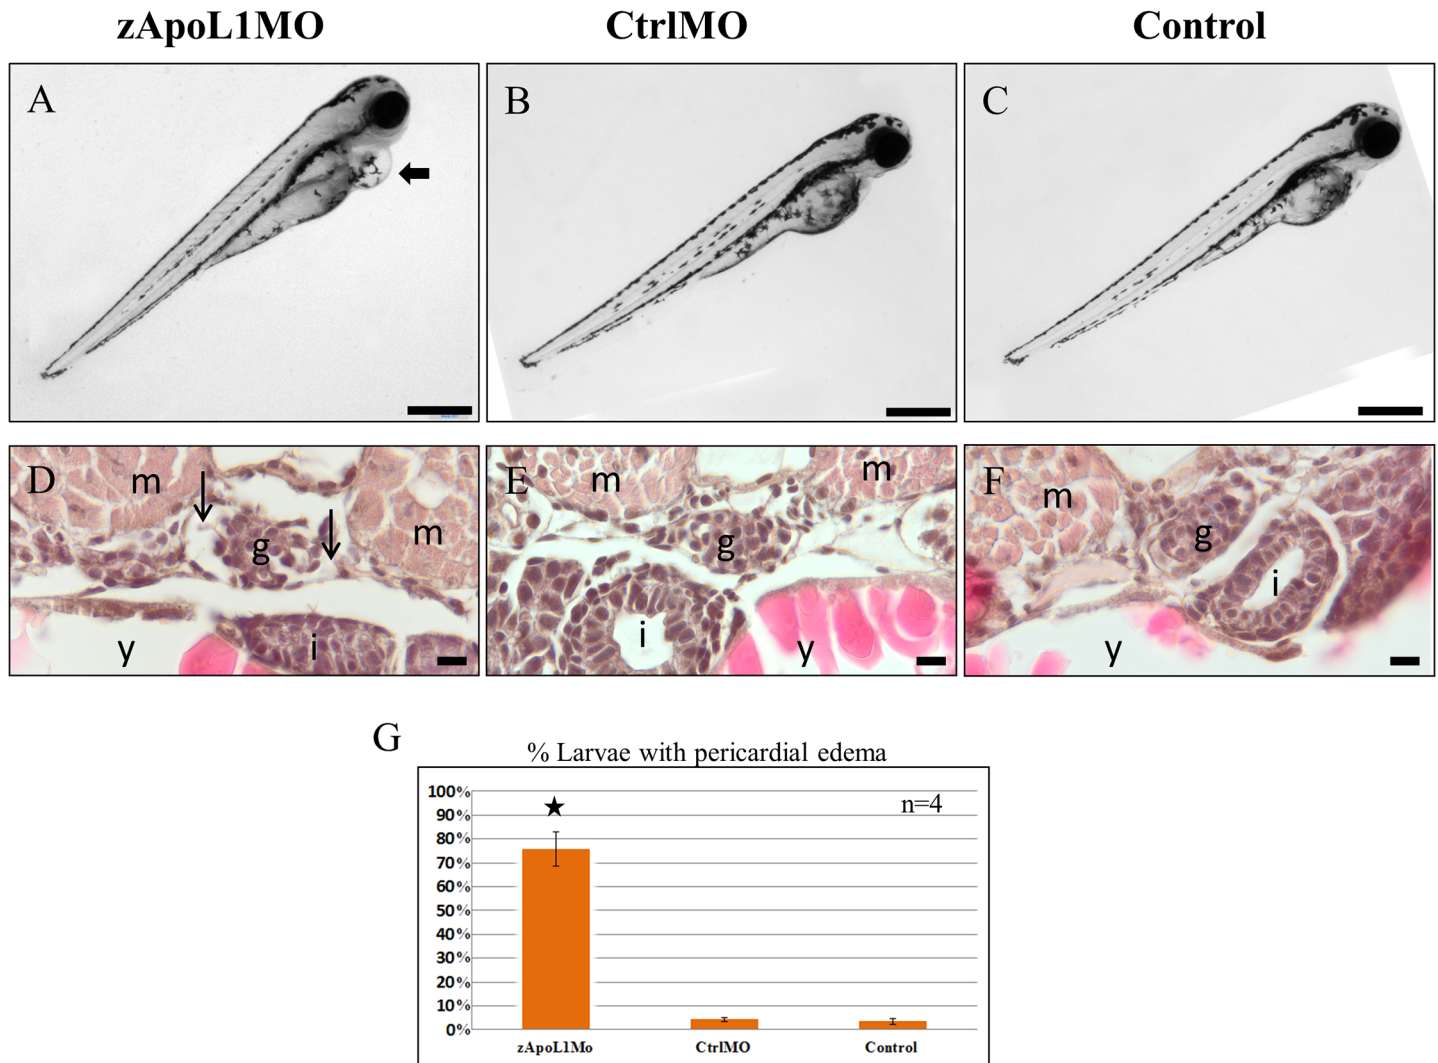 zApoL1MO CtrlMO Control
A B C
D m m g y i
E m m g i y
F m g i y
G
% Larvae with pericardial edema
100%
90%
n=4
80%
70%
60%
50%
40%
30%
20%
10%
0%
zApoL1Mo CtrlMO Control